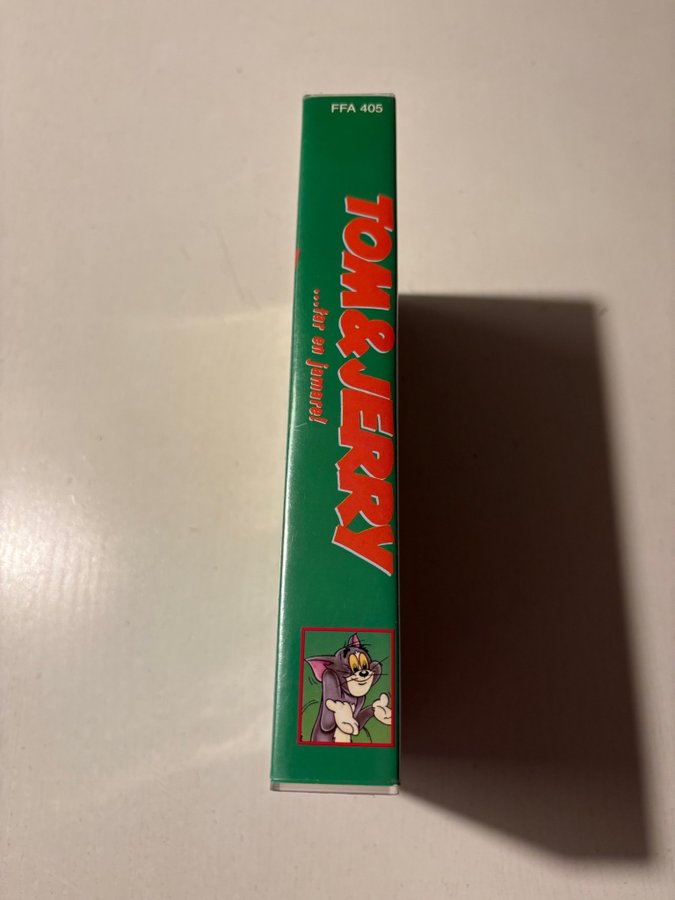 FFA 405
TOM & JERRY
...tar en jamare!